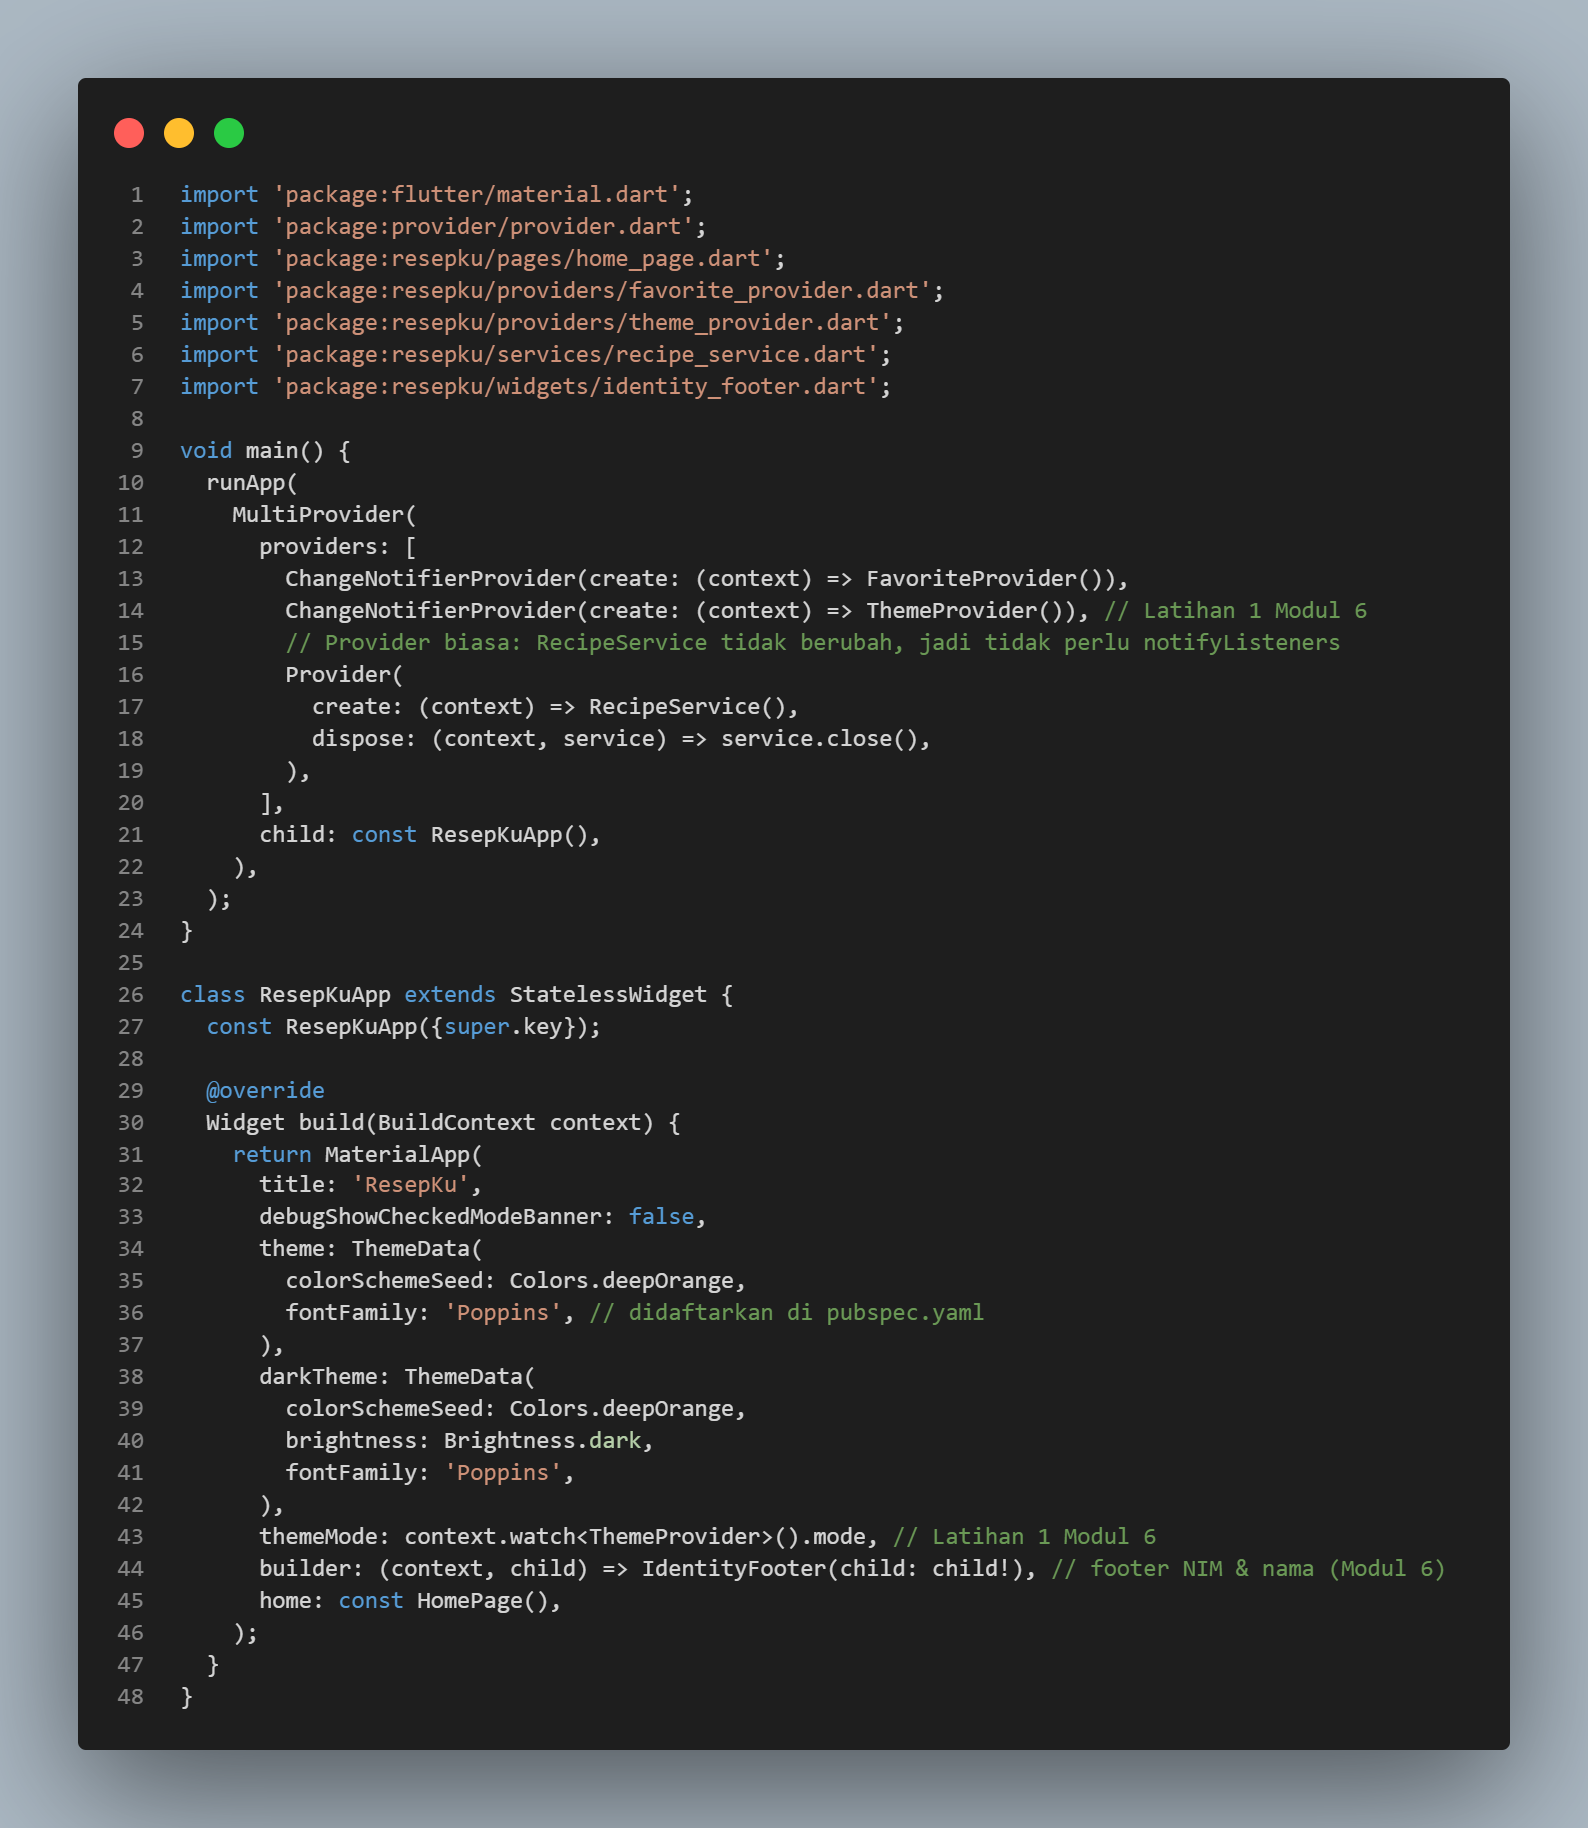 1 import 'package:flutter/material.dart';
2 import 'package:provider/provider.dart';
3 import 'package:resepku/pages/home_page.dart';
4 import 'package:resepku/providers/favorite_provider.dart';
5 import 'package:resepku/providers/theme_provider.dart';
6 import 'package:resepku/services/recipe_service.dart';
7 import 'package:resepku/widgets/identity_footer.dart';
8
9 void main() {
10   runApp(
11     MultiProvider(
12       providers: [
13         ChangeNotifierProvider(create: (context) => FavoriteProvider()),
14         ChangeNotifierProvider(create: (context) => ThemeProvider()), // Latihan 1 Modul 6
15         // Provider biasa: RecipeService tidak berubah, jadi tidak perlu notifyListeners
16         Provider(
17           create: (context) => RecipeService(),
18           dispose: (context, service) => service.close(),
19         ),
20       ],
21       child: const ResepKuApp(),
22     ),
23   );
24 }
25
26 class ResepKuApp extends StatelessWidget {
27   const ResepKuApp({super.key});
28
29   @override
30   Widget build(BuildContext context) {
31     return MaterialApp(
32       title: 'ResepKu',
33       debugShowCheckedModeBanner: false,
34       theme: ThemeData(
35         colorSchemeSeed: Colors.deepOrange,
36         fontFamily: 'Poppins', // didaftarkan di pubspec.yaml
37       ),
38       darkTheme: ThemeData(
39         colorSchemeSeed: Colors.deepOrange,
40         brightness: Brightness.dark,
41         fontFamily: 'Poppins',
42       ),
43       themeMode: context.watch<ThemeProvider>().mode, // Latihan 1 Modul 6
44       builder: (context, child) => IdentityFooter(child: child!), // footer NIM & nama (Modul 6)
45       home: const HomePage(),
46     );
47   }
48 }